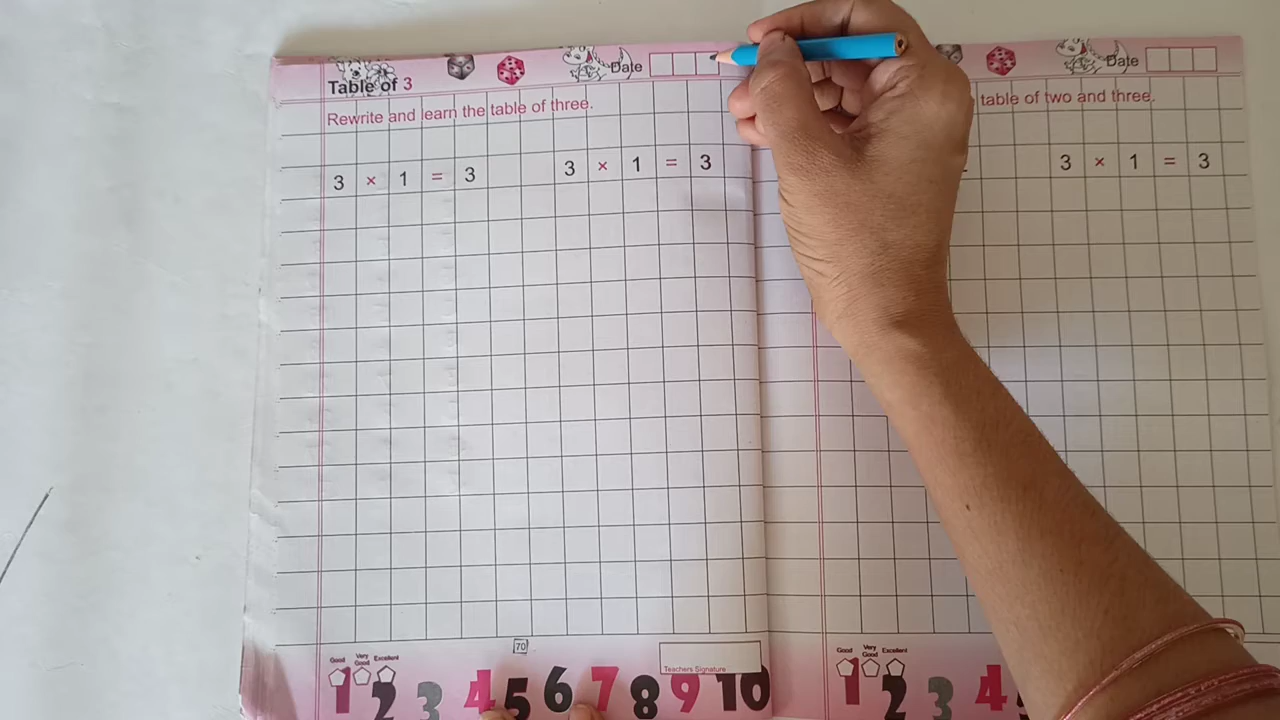 Table of 3
Date
Rewrite and learn the table of three.
3 × 1 = 3 3 × 1 = 3
70
Good Very Good Excellent
Teachers Signature
1 2 3 4 5 6 7 8 9 10
Date
table of two and three.
3 × 1 = 3
Good Very Good Excellent
1 2 3 4